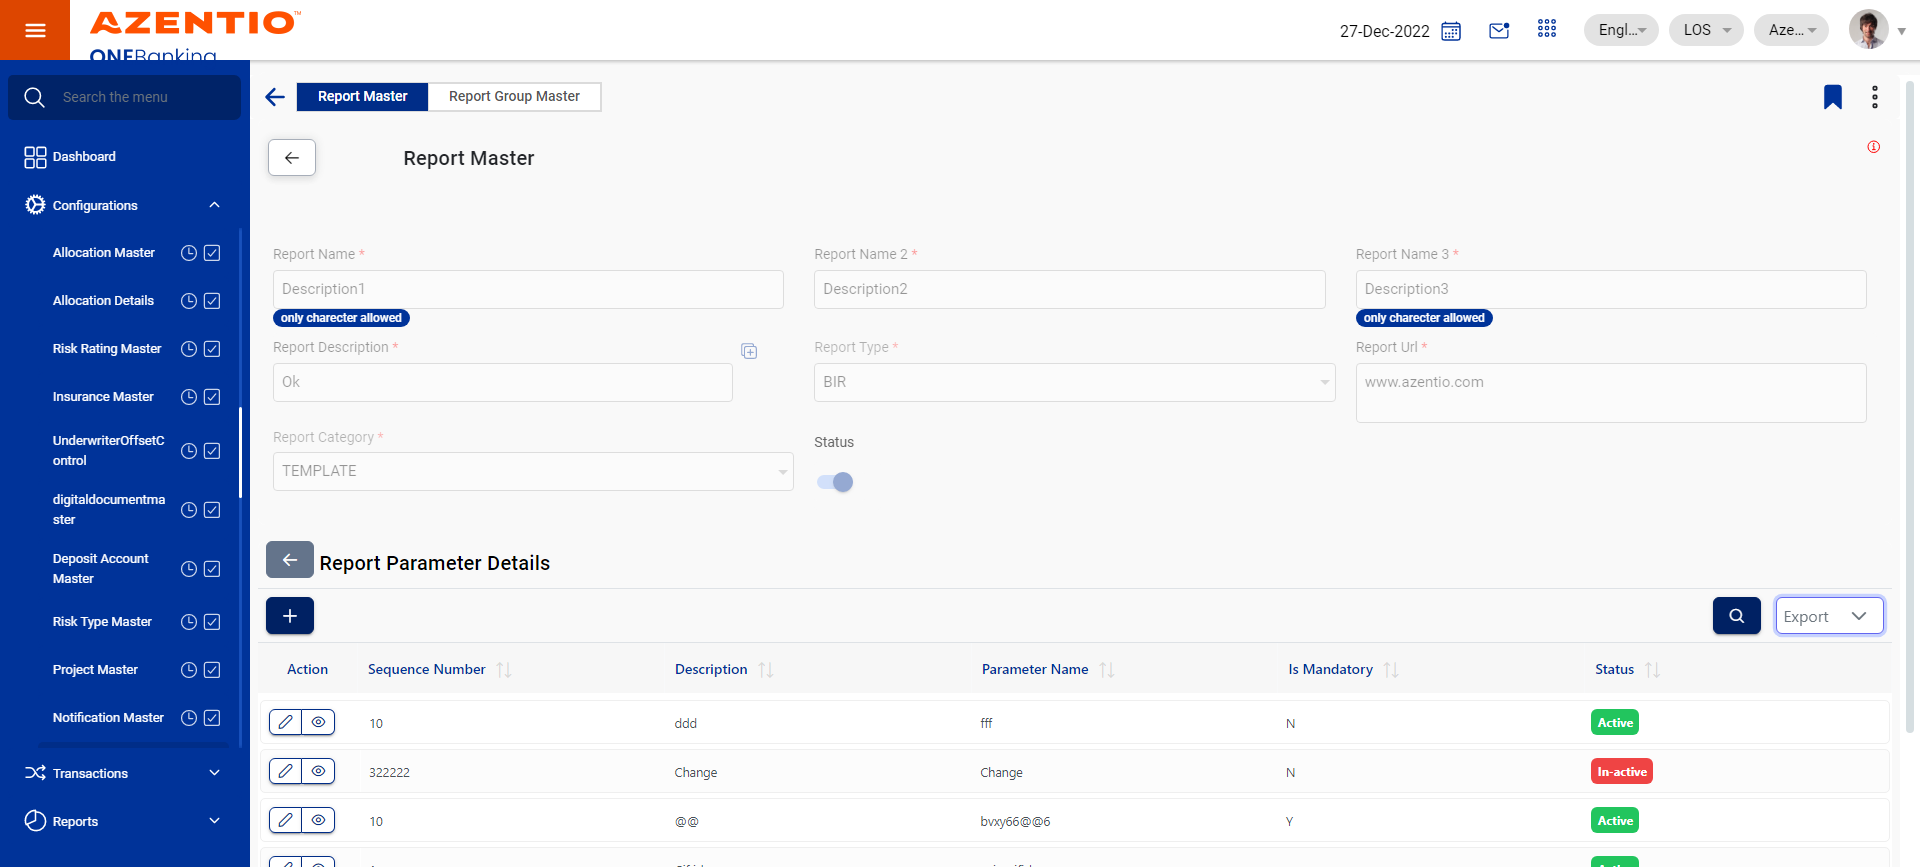 AZENTIO™
ONEBanking
27-Dec-2022
Engl...
LOS
Aze...
Search the menu
Dashboard
Configurations
Allocation Master
Allocation Details
Risk Rating Master
Insurance Master
UnderwriterOffsetC
ontrol
digitaldocumentma
ster
Deposit Account
Master
Risk Type Master
Project Master
Notification Master
Transactions
Reports
Report Master
Report Group Master
Report Master
Report Name *
Report Name 2 *
Report Name 3 *
Description1
Description2
Description3
only charecter allowed
only charecter allowed
Report Description *
Report Type *
Report Url *
Ok
BIR
www.azentio.com
Report Category *
Status
TEMPLATE
Report Parameter Details
Export
Action
Sequence Number
Description
Parameter Name
Is Mandatory
Status
10 ddd fff N Active
322222 Change Change N In-active
10 @@ bvxy66@@6 Y Active